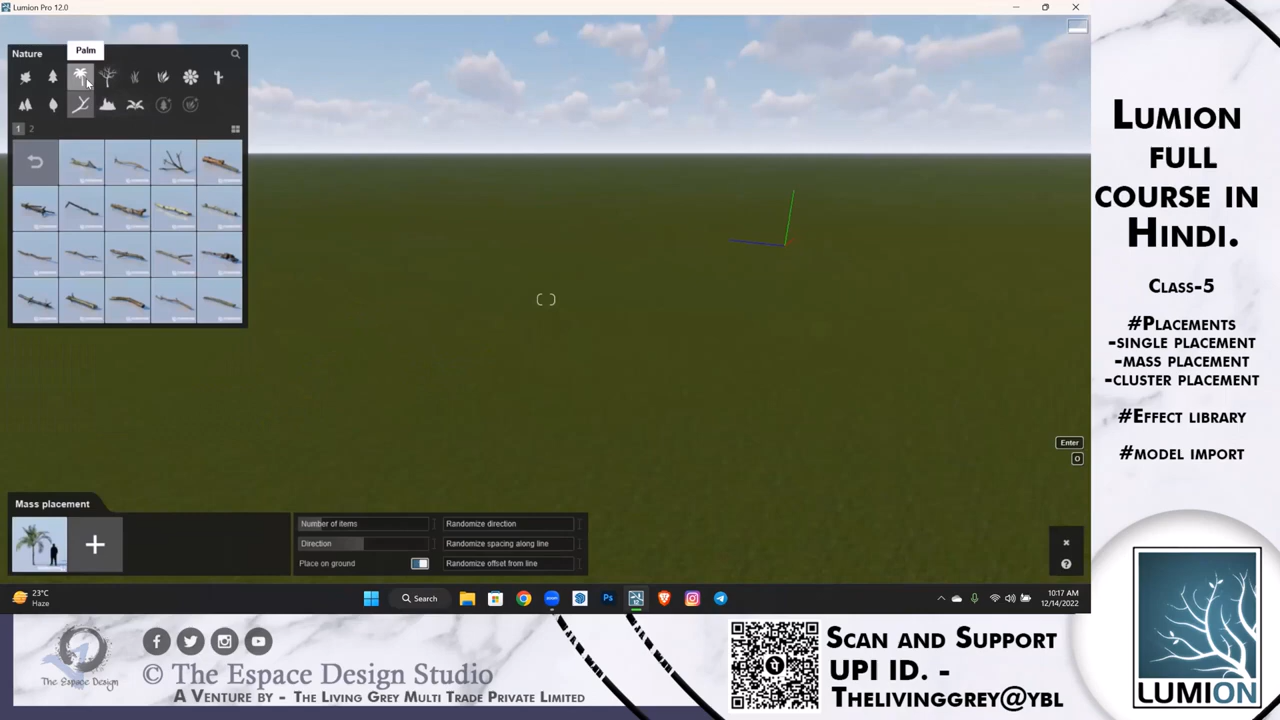 Lumion Pro 12.0
Palm
Nature
1 2
Enter
O
Mass placement
Number of items
Randomize direction
Direction
Randomize spacing along line
Place on ground
Randomize offset from line
23°C
Haze
Search
Ps
10:17 AM
12/14/2022
Lumion
full
course in
Hindi.
Class-5
#Placements
-single placement
-mass placement
-cluster placement
#Effect library
#model import
The Espace Design
© The Espace Design Studio
A Venture by - The Living Grey Multi Trade Private Limited
Scan and Support
UPI ID. -
Thelivinggrey@ybl
LUMION